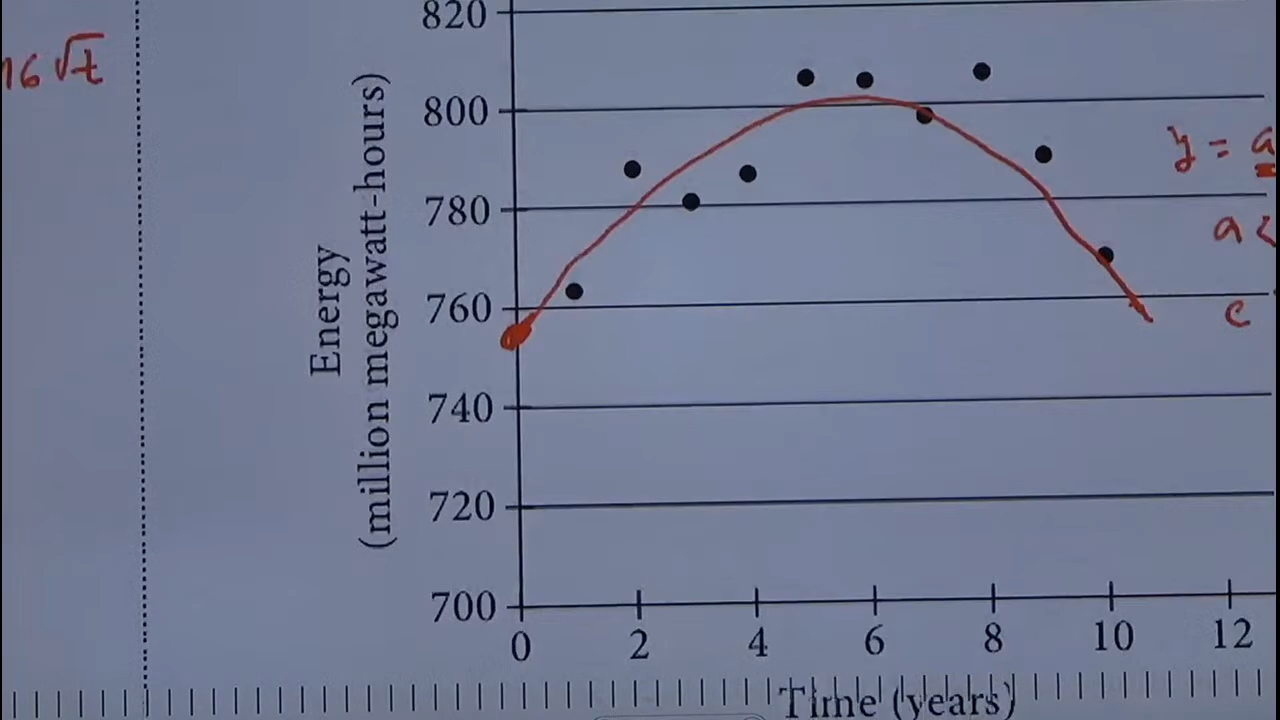 820
16√t
800
y = a
780
a <
Energy
(million megawatt-hours)
760
c
740
720
700
0 2 4 6 8 10 12
Time (years)